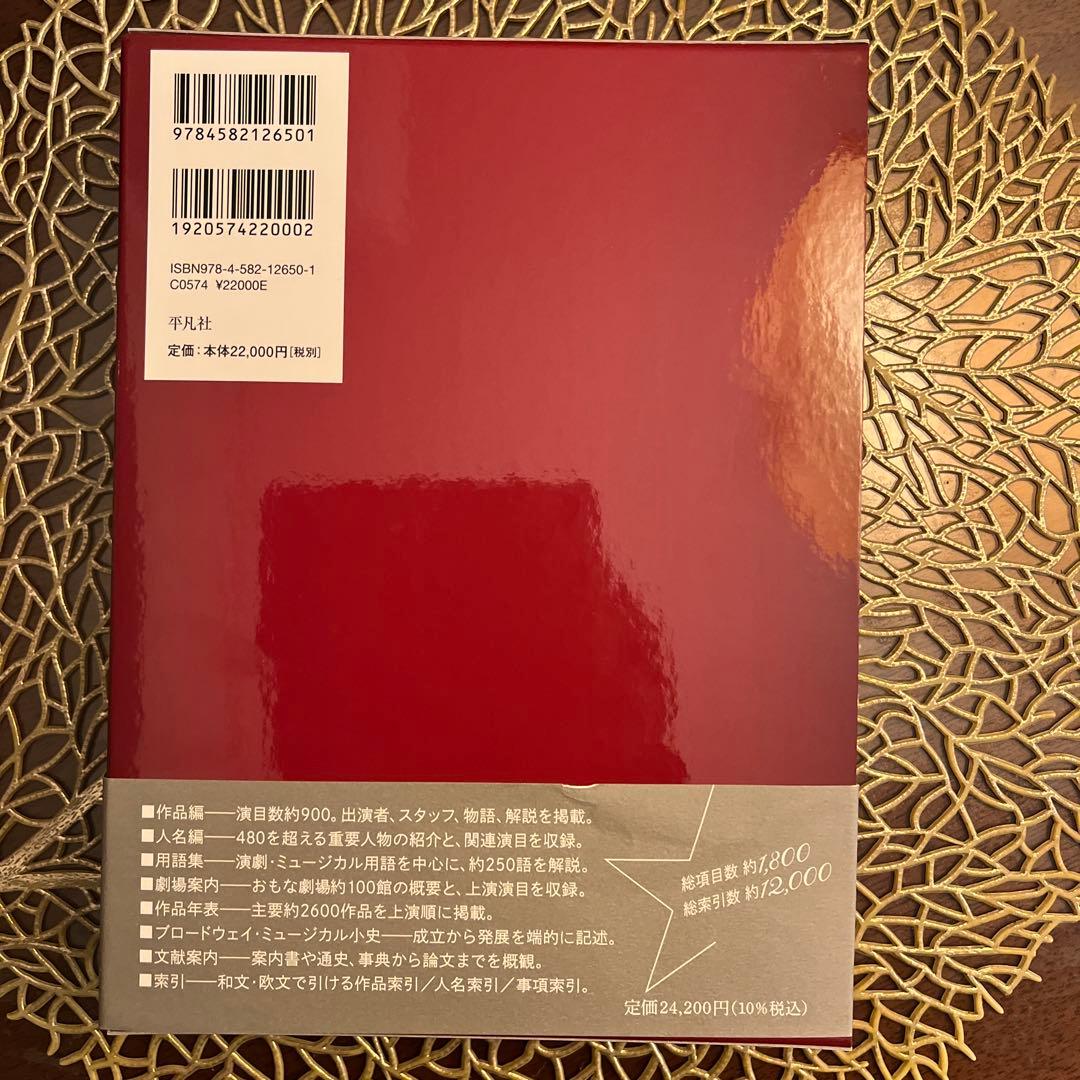 9784582126501
1920574220002
ISBN978-4-582-12650-1
C0574 ¥22000E
平凡社
定価：本体22,000円[税別]
■作品編——演目数約900。出演者、スタッフ、物語、解説を掲載。
■人名編——480を超える重要人物の紹介と、関連演目を収録。
■用語集——演劇・ミュージカル用語を中心に、約250語を解説。
■劇場案内——おもな劇場約100館の概要と、上演演目を収録。
■作品年表——主要約2600作品を上演順に掲載。
■ブロードウェイ・ミュージカル小史——成立から発展を端的に記述。
■文献案内——案内書や通史、事典から論文までを概観。
■索引——和文・欧文で引ける作品索引／人名索引／事項索引。
総項目数 約1,800
総索引数 約12,000
定価24,200円（10%税込）